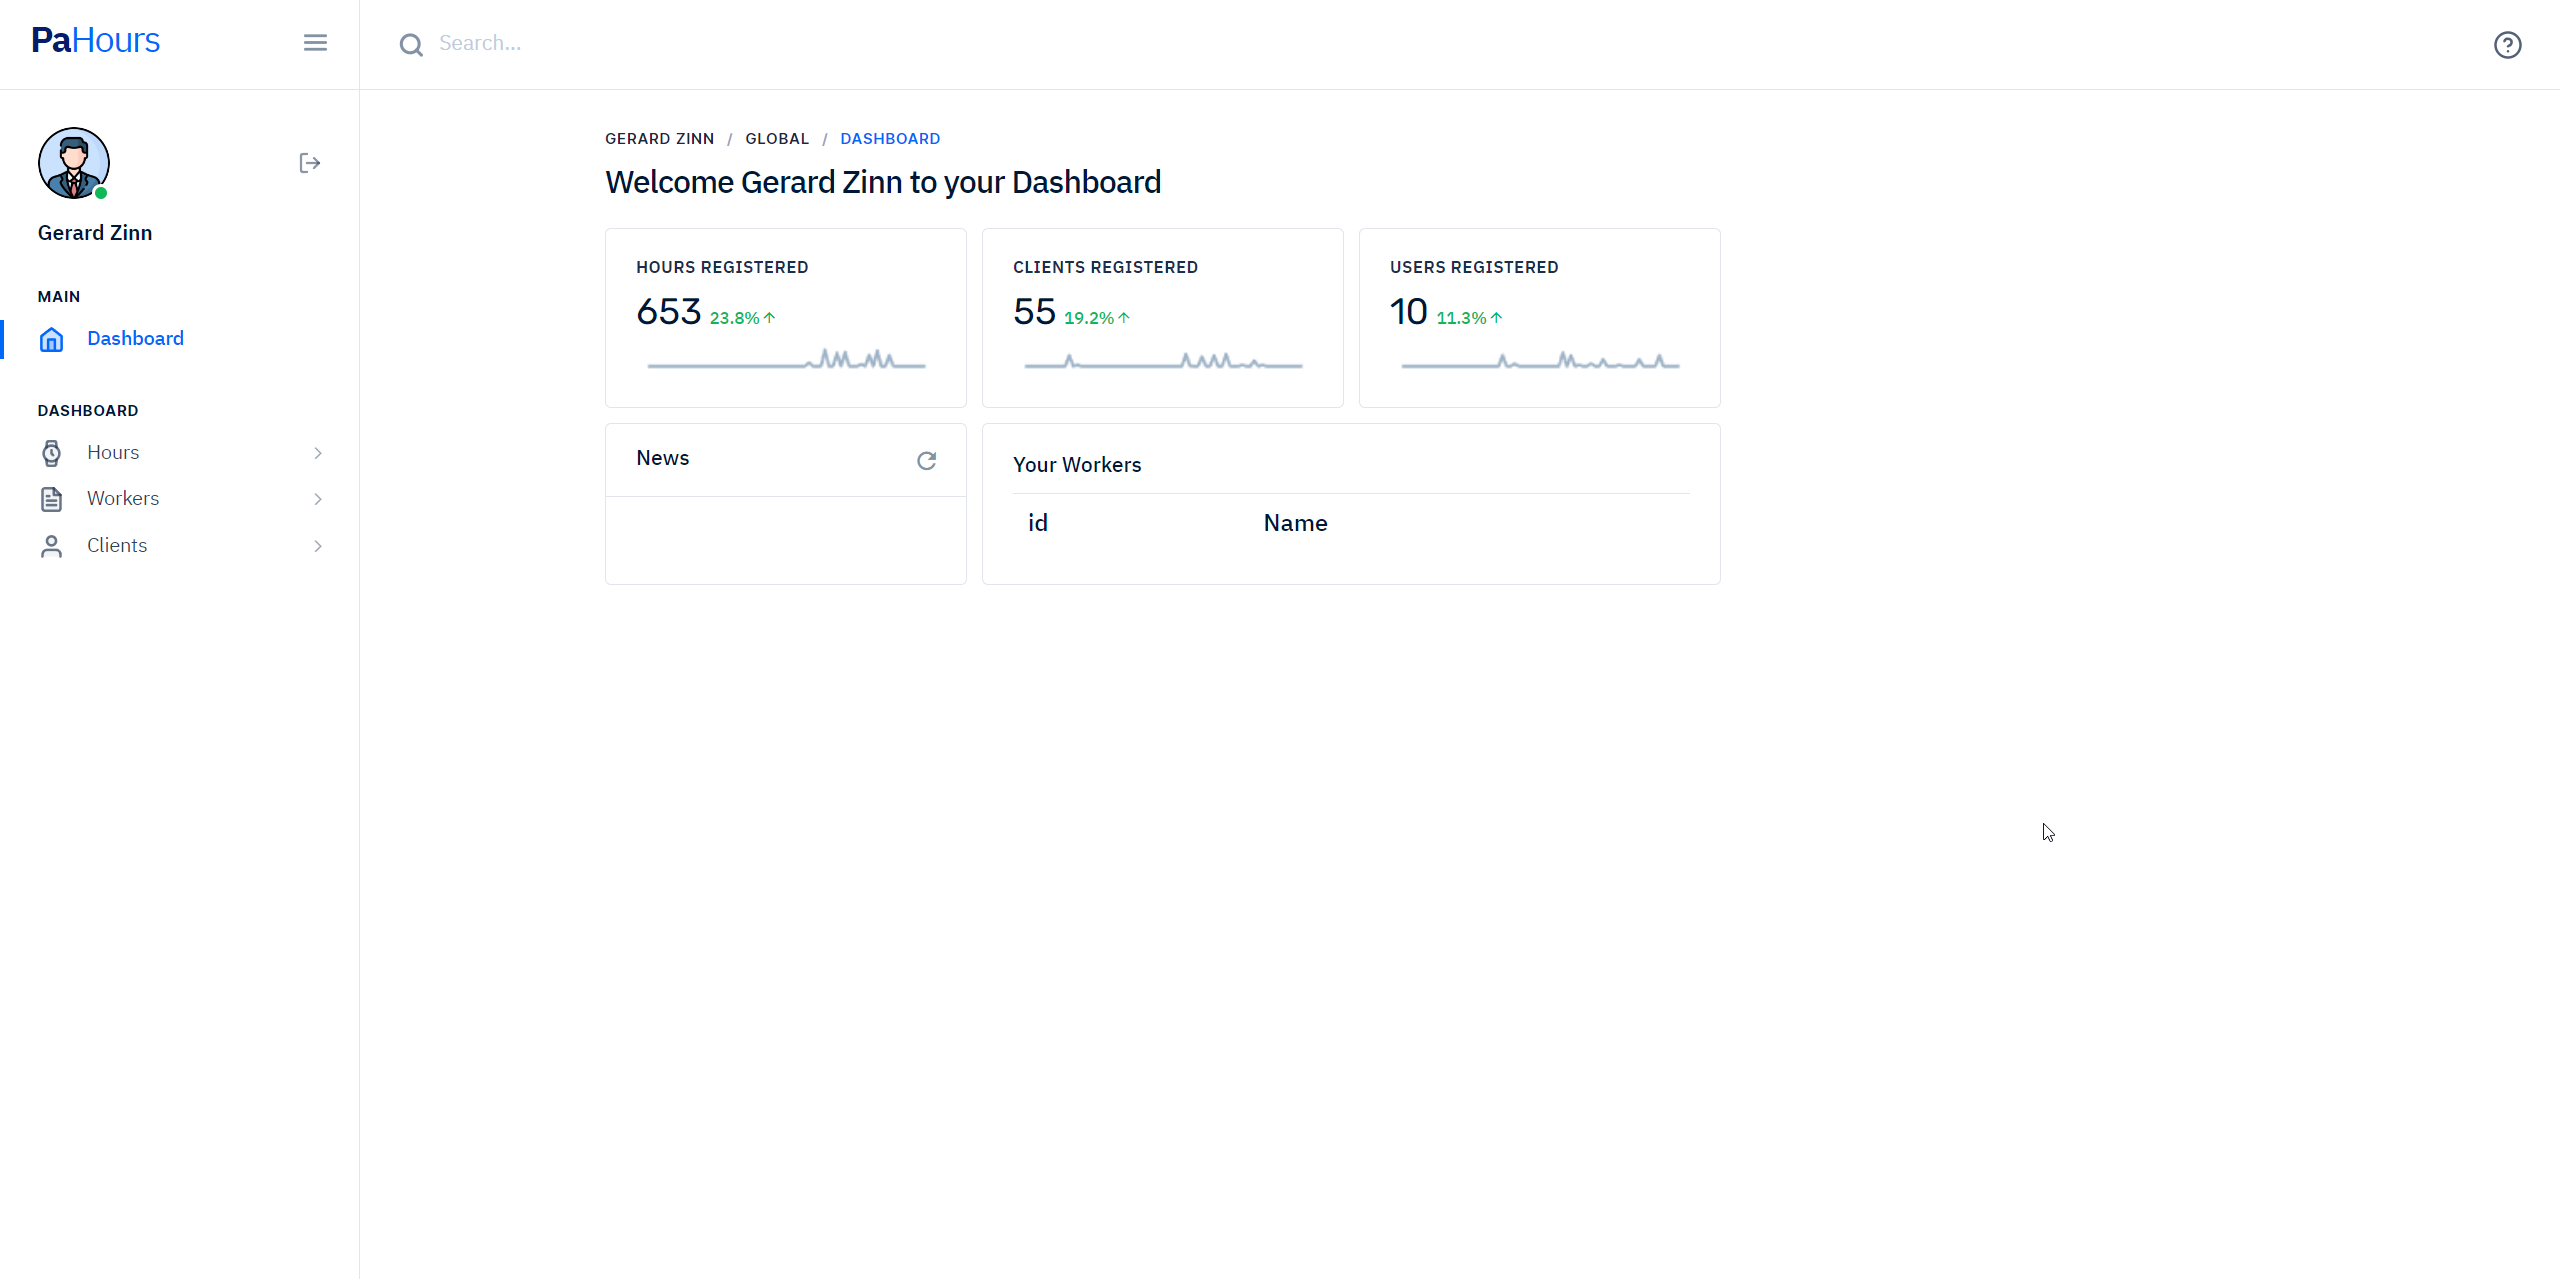 PaHours
Search...
Gerard Zinn
MAIN
Dashboard
DASHBOARD
Hours
Workers
Clients
GERARD ZINN / GLOBAL / DASHBOARD
Welcome Gerard Zinn to your Dashboard
HOURS REGISTERED
653 23.8%↑
CLIENTS REGISTERED
55 19.2%↑
USERS REGISTERED
10 11.3%↑
News
Your Workers
id Name